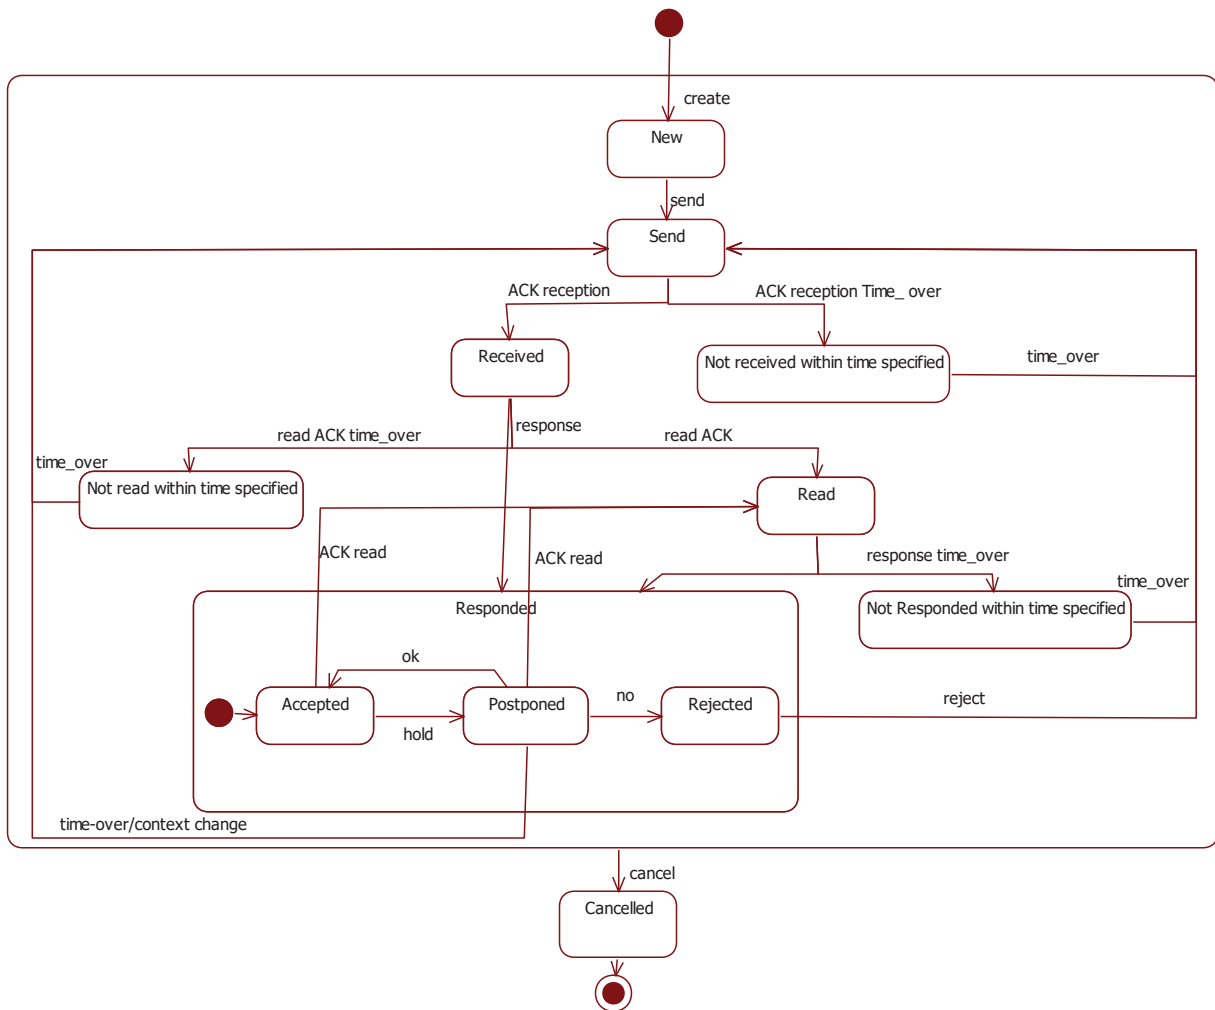 create
New
send
Send
ACK reception
ACK reception Time_ over
Received
Not received within time specified
time_over
response
read ACK time_over
read ACK
time_over
Not read within time specified
Read
ACK read
ACK read
response time_over
time_over
Responded
Not Responded within time specified
ok
Accepted
Postponed
no
Rejected
reject
hold
time-over/context change
cancel
Cancelled